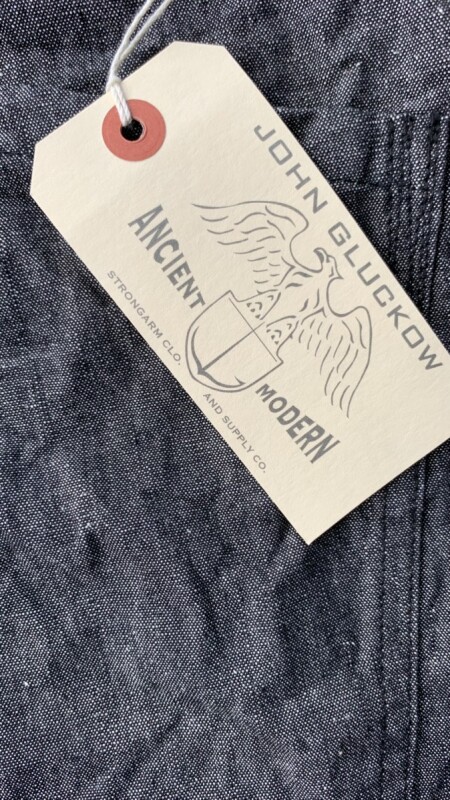 JOHN GLUCKOW
ANCIENT MODERN
STRONGARM CLO. AND SUPPLY CO.